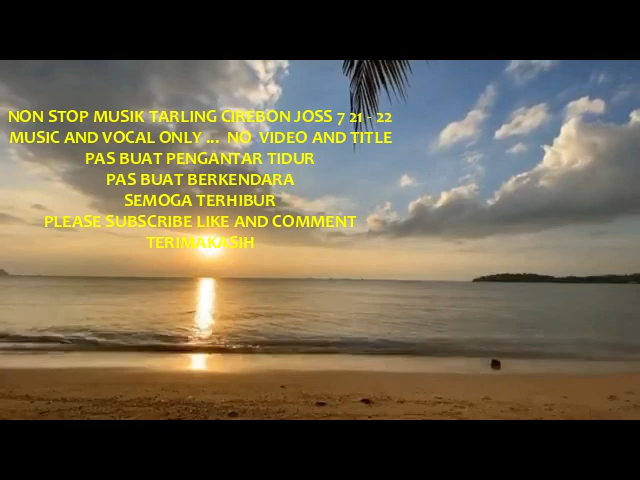 NON STOP MUSIK TARLING CIREBON JOSS 7 21 - 22
MUSIC AND VOCAL ONLY ... NO VIDEO AND TITLE
PAS BUAT PENGANTAR TIDUR
PAS BUAT BERKENDARA
SEMOGA TERHIBUR
PLEASE SUBSCRIBE LIKE AND COMMENT
TERIMAKASIH